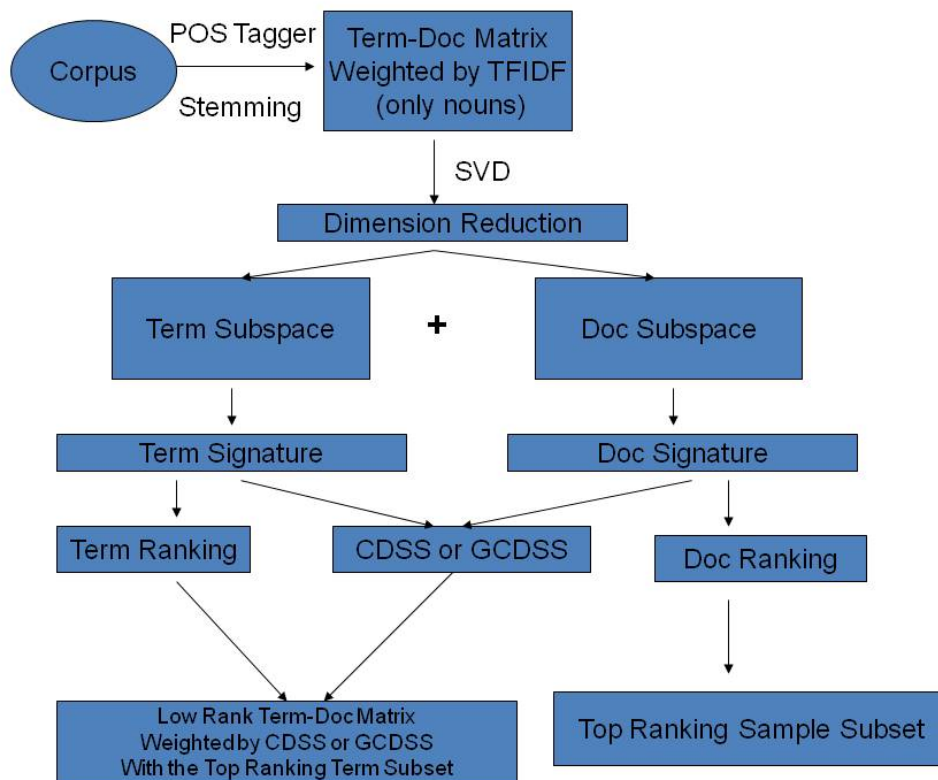 POS Tagger
Corpus
Stemming
Term-Doc Matrix
Weighted by TFIDF
(only nouns)
SVD
Dimension Reduction
Term Subspace
+
Doc Subspace
Term Signature
Doc Signature
Term Ranking
CDSS or GCDSS
Doc Ranking
Low Rank Term-Doc Matrix
Weighted by CDSS or GCDSS
With the Top Ranking Term Subset
Top Ranking Sample Subset